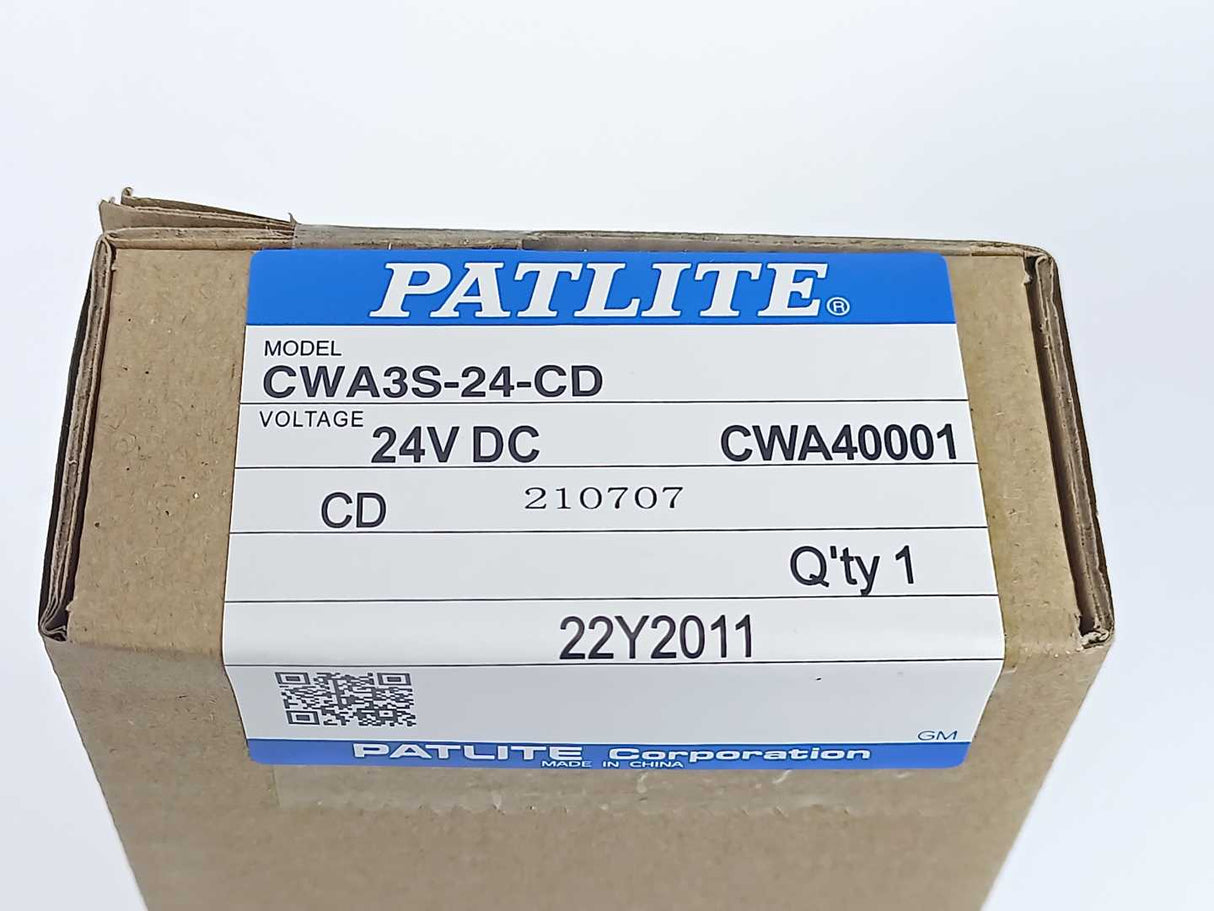 PATLITE®
MODEL
CWA3S-24-CD
VOLTAGE 24V DC CWA40001
CD 210707
Q'ty 1
22Y2011
GM
PATLITE Corporation
MADE IN CHINA